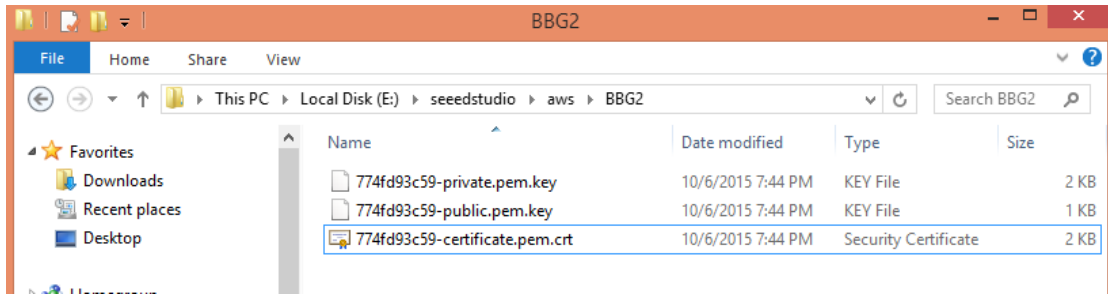 BBG2
File Home Share View
This PC Local Disk (E:) seeedstudio aws BBG2 Search BBG2
Name Date modified Type Size
Favorites
Downloads 774fd93c59-private.pem.key 10/6/2015 7:44 PM KEY File 2 KB
Recent places 774fd93c59-public.pem.key 10/6/2015 7:44 PM KEY File 1 KB
Desktop 774fd93c59-certificate.pem.crt 10/6/2015 7:44 PM Security Certificate 2 KB